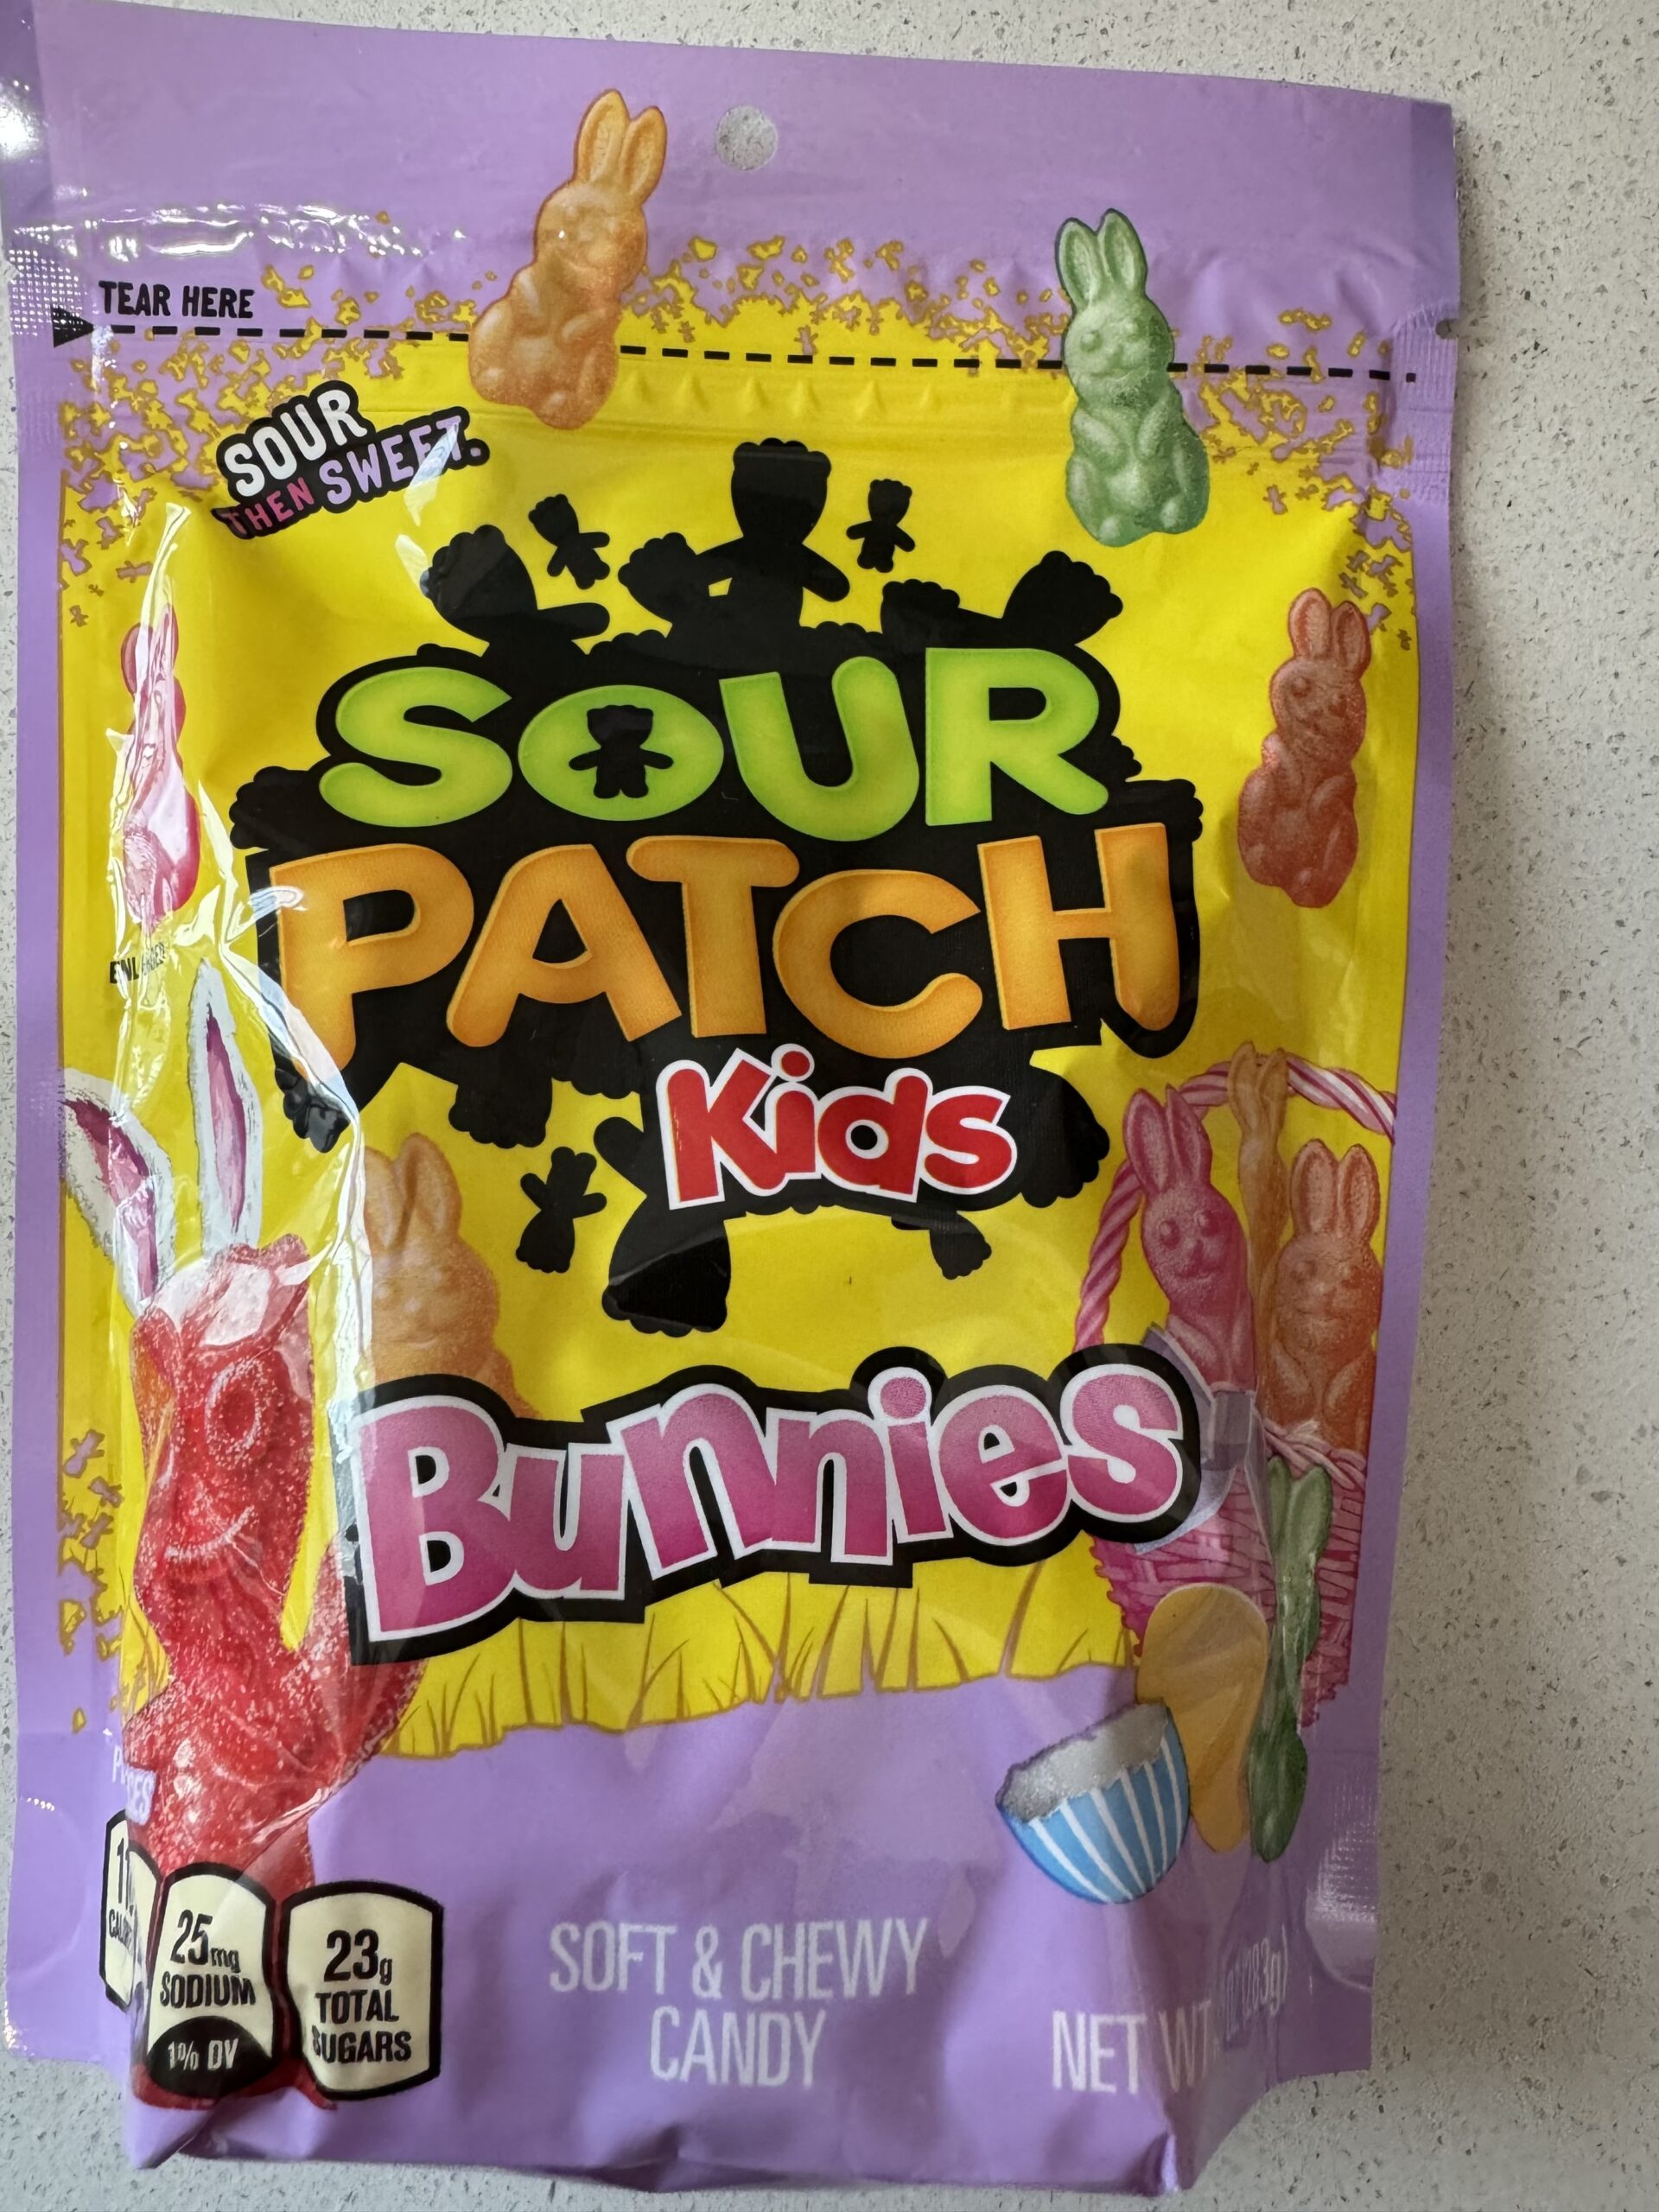 TEAR HERE
SOUR
THEN SWEET.
SOUR
PATCH
Kids
Bunnies
25mg
SODIUM
1% DV
23g
TOTAL
SUGARS
SOFT & CHEWY
CANDY
NET WT